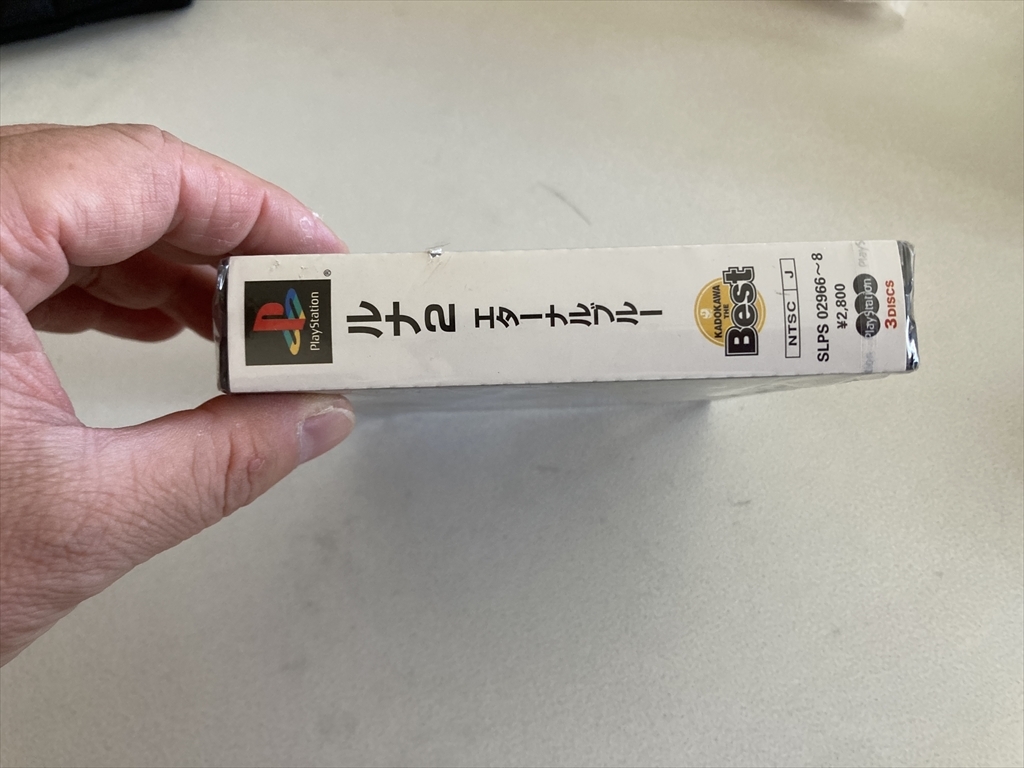 PlayStation
®
ルナ2
エターナルブルー
KADOKAWA
THE
Best
NTSC J
SLPS 02966～8
¥2,800
PlayStation
3DISCS